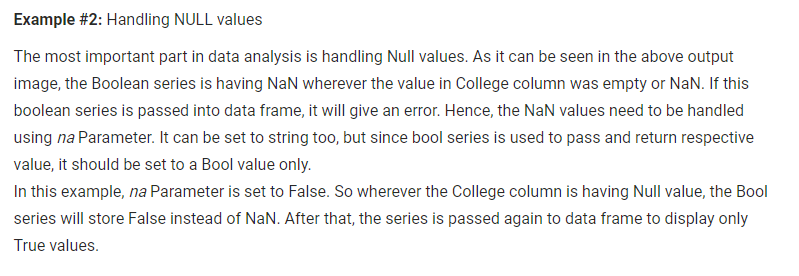 Example #2: Handling NULL values
The most important part in data analysis is handling Null values. As it can be seen in the above output
image, the Boolean series is having NaN wherever the value in College column was empty or NaN. If this
boolean series is passed into data frame, it will give an error. Hence, the NaN values need to be handled
using na Parameter. It can be set to string too, but since bool series is used to pass and return respective
value, it should be set to a Bool value only.
In this example, na Parameter is set to False. So wherever the College column is having Null value, the Bool
series will store False instead of NaN. After that, the series is passed again to data frame to display only
True values.